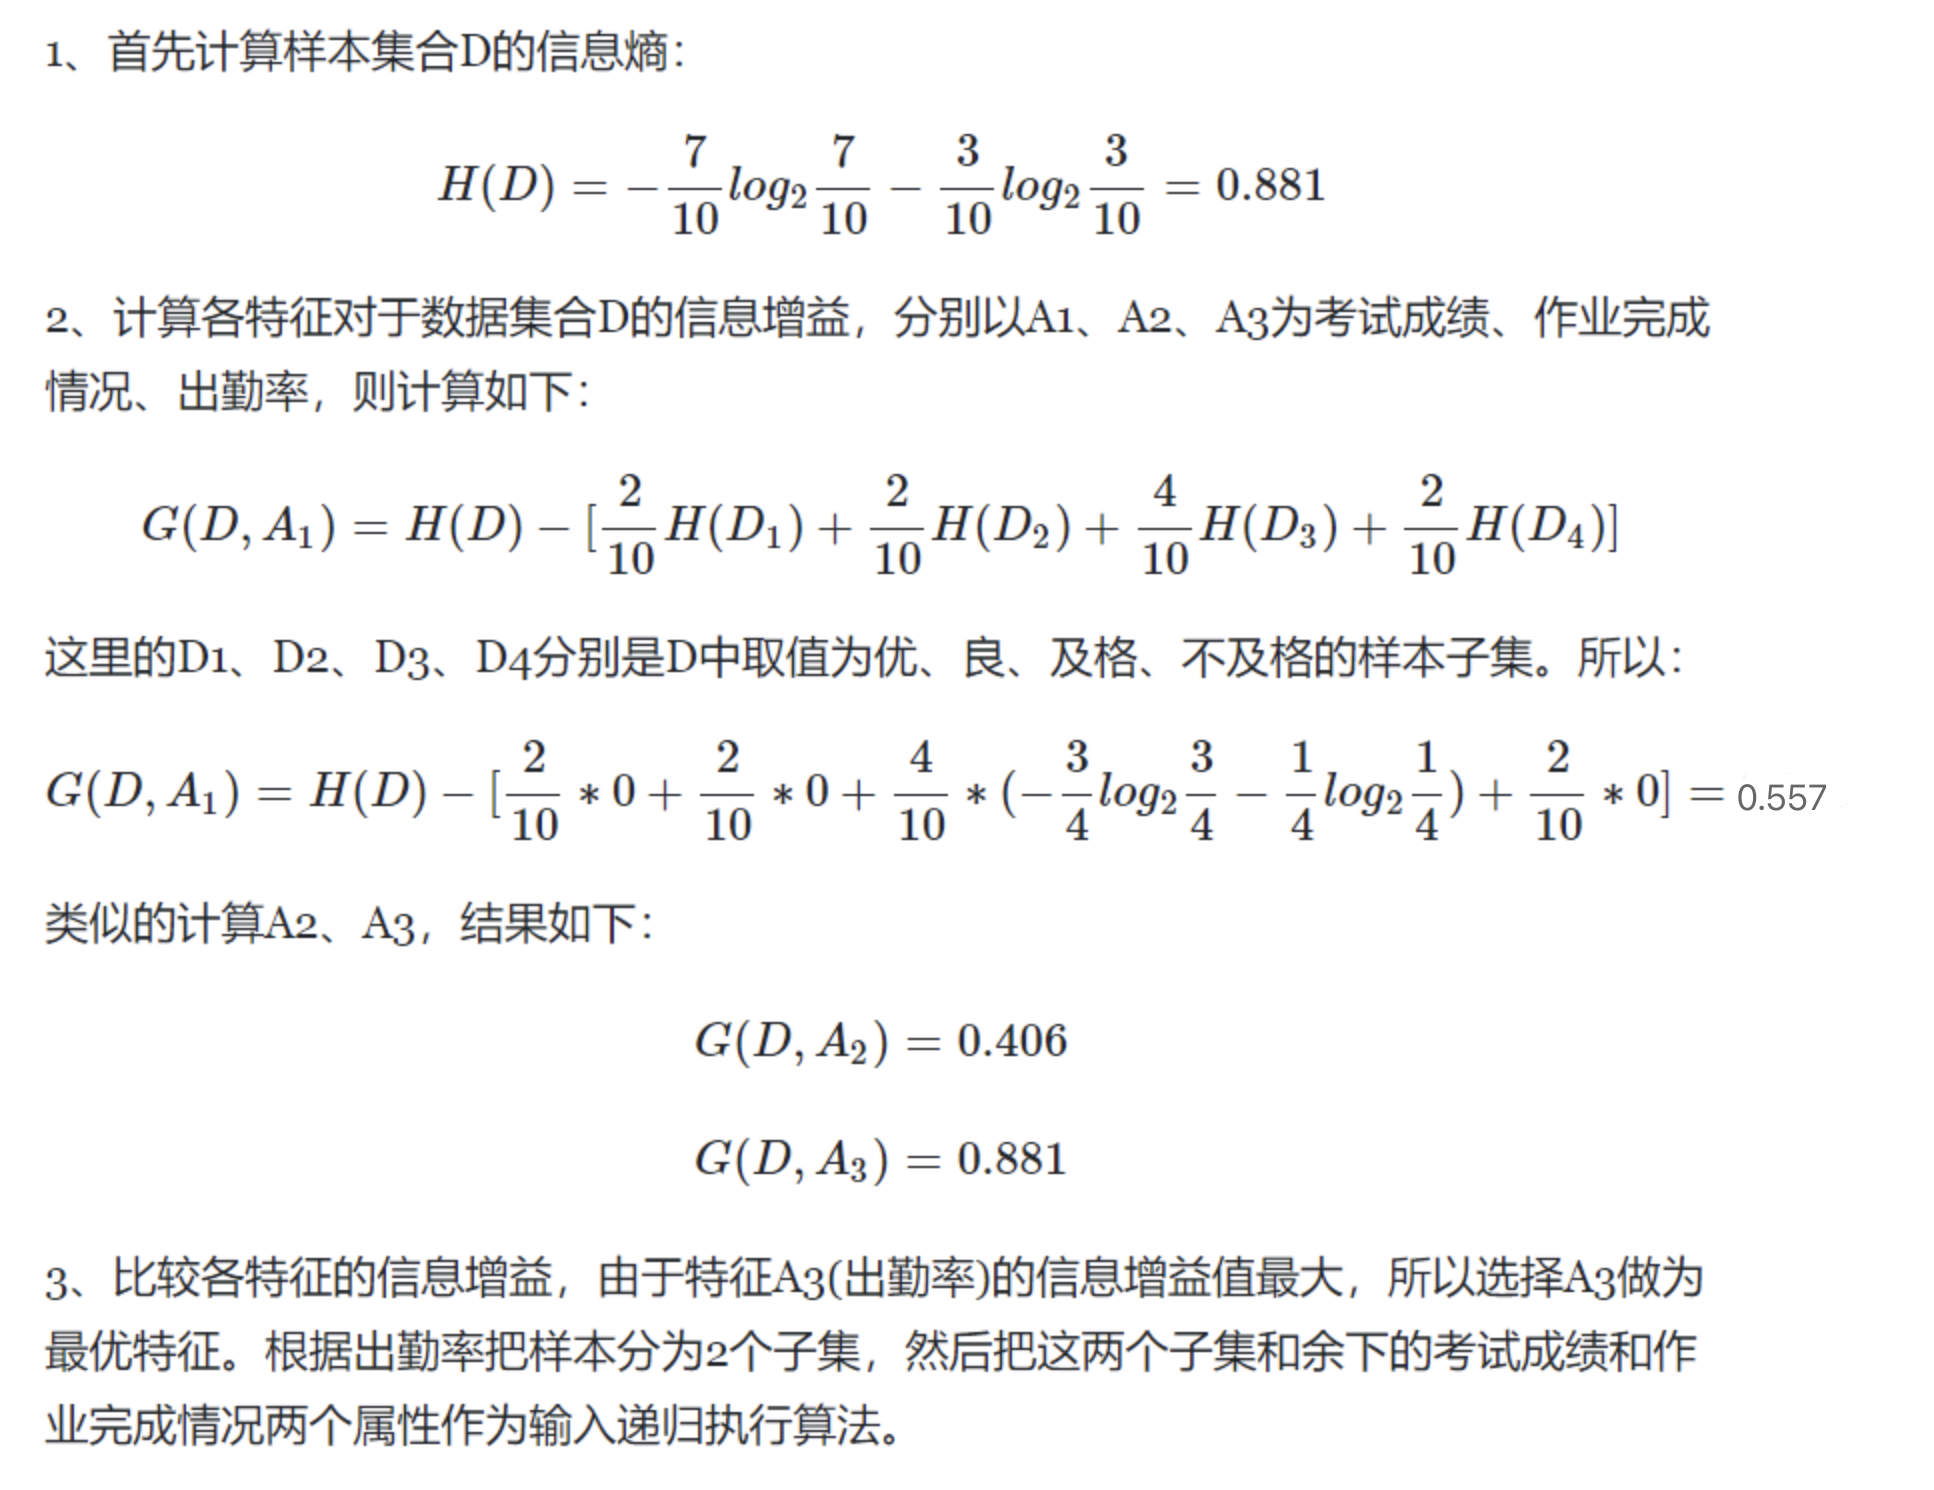 1、首先计算样本集合D的信息熵：
H(D) = −\frac{7}{10}log₂\frac{7}{10} − \frac{3}{10}log₂\frac{3}{10} = 0.881
2、计算各特征对于数据集合D的信息增益，分别以A1、A2、A3为考试成绩、作业完成
情况、出勤率，则计算如下：
G(D, A₁) = H(D) − [\frac{2}{10}H(D₁) + \frac{2}{10}H(D₂) + \frac{4}{10}H(D₃) + \frac{2}{10}H(D₄)]
这里的D1、D2、D3、D4分别是D中取值为优、良、及格、不及格的样本子集。所以：
G(D, A₁) = H(D) − [\frac{2}{10} * 0 + \frac{2}{10} * 0 + \frac{4}{10} * (−\frac{3}{4}log₂\frac{3}{4} − \frac{1}{4}log₂\frac{1}{4}) + \frac{2}{10} * 0] = 0.557
类似的计算A2、A3，结果如下：
G(D, A₂) = 0.406
G(D, A₃) = 0.881
3、比较各特征的信息增益，由于特征A3(出勤率)的信息增益值最大，所以选择A3做为
最优特征。根据出勤率把样本分为2个子集，然后把这两个子集和余下的考试成绩和作
业完成情况两个属性作为输入递归执行算法。